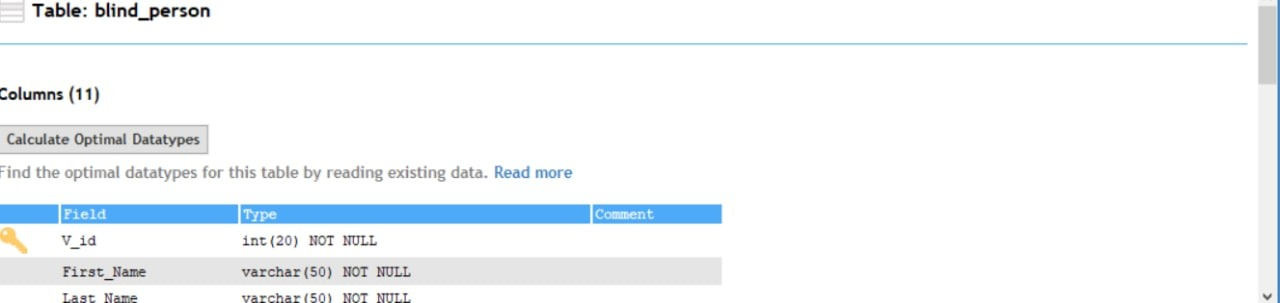 Table: blind_person
Columns (11)
Calculate Optimal Datatypes
Find the optimal datatypes for this table by reading existing data. Read more
Field Type Comment
V_id int(20) NOT NULL
First_Name varchar(50) NOT NULL
Last_Name varchar(50) NOT NULL